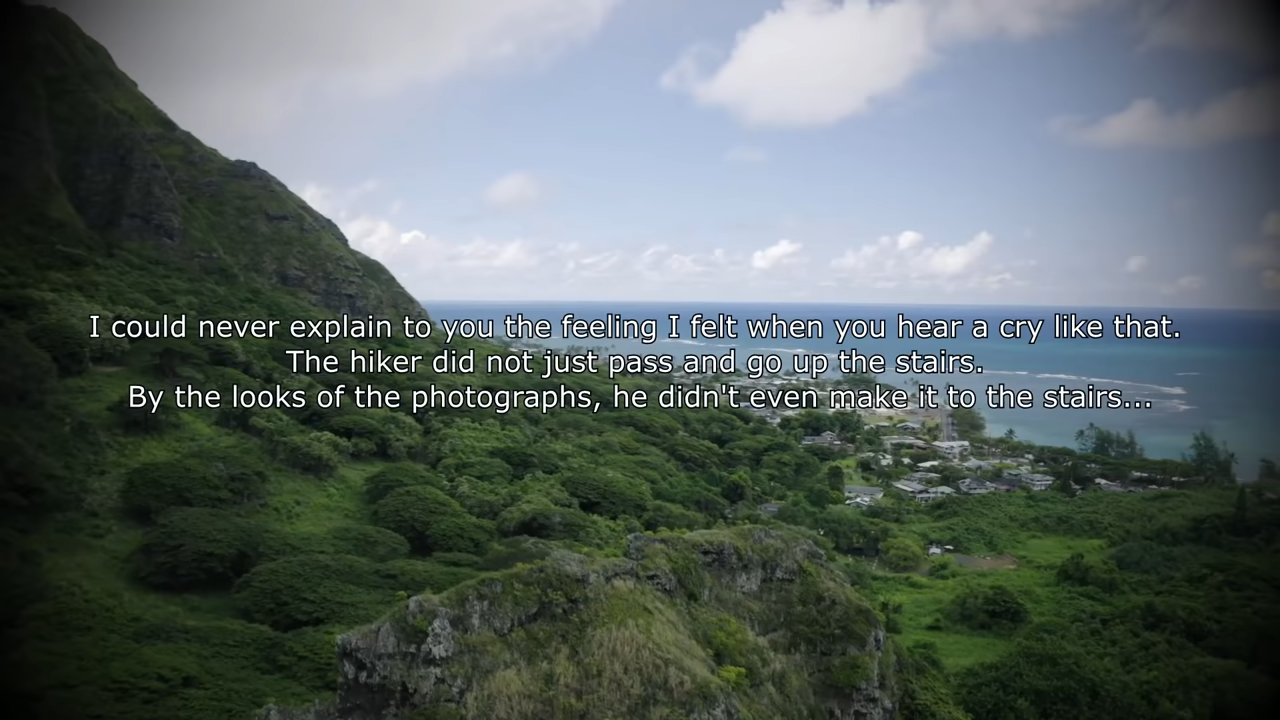 I could never explain to you the feeling I felt when you hear a cry like that.
The hiker did not just pass and go up the stairs.
By the looks of the photographs, he didn't even make it to the stairs...